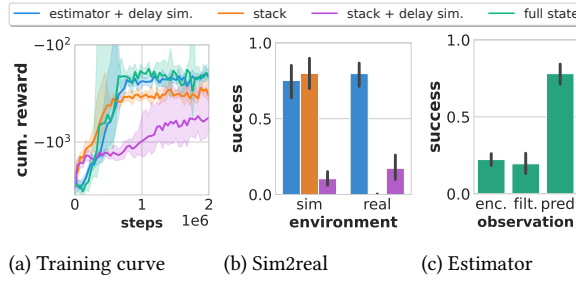 estimator + delay sim. stack stack + delay sim. full state
−10² 1.0 1.0
cum. reward success 0.5 success 0.5
−10³
0.0 0.0
0 1 2 sim real enc. filt. pred
steps 1e6 environment observation
(a) Training curve (b) Sim2real (c) Estimator